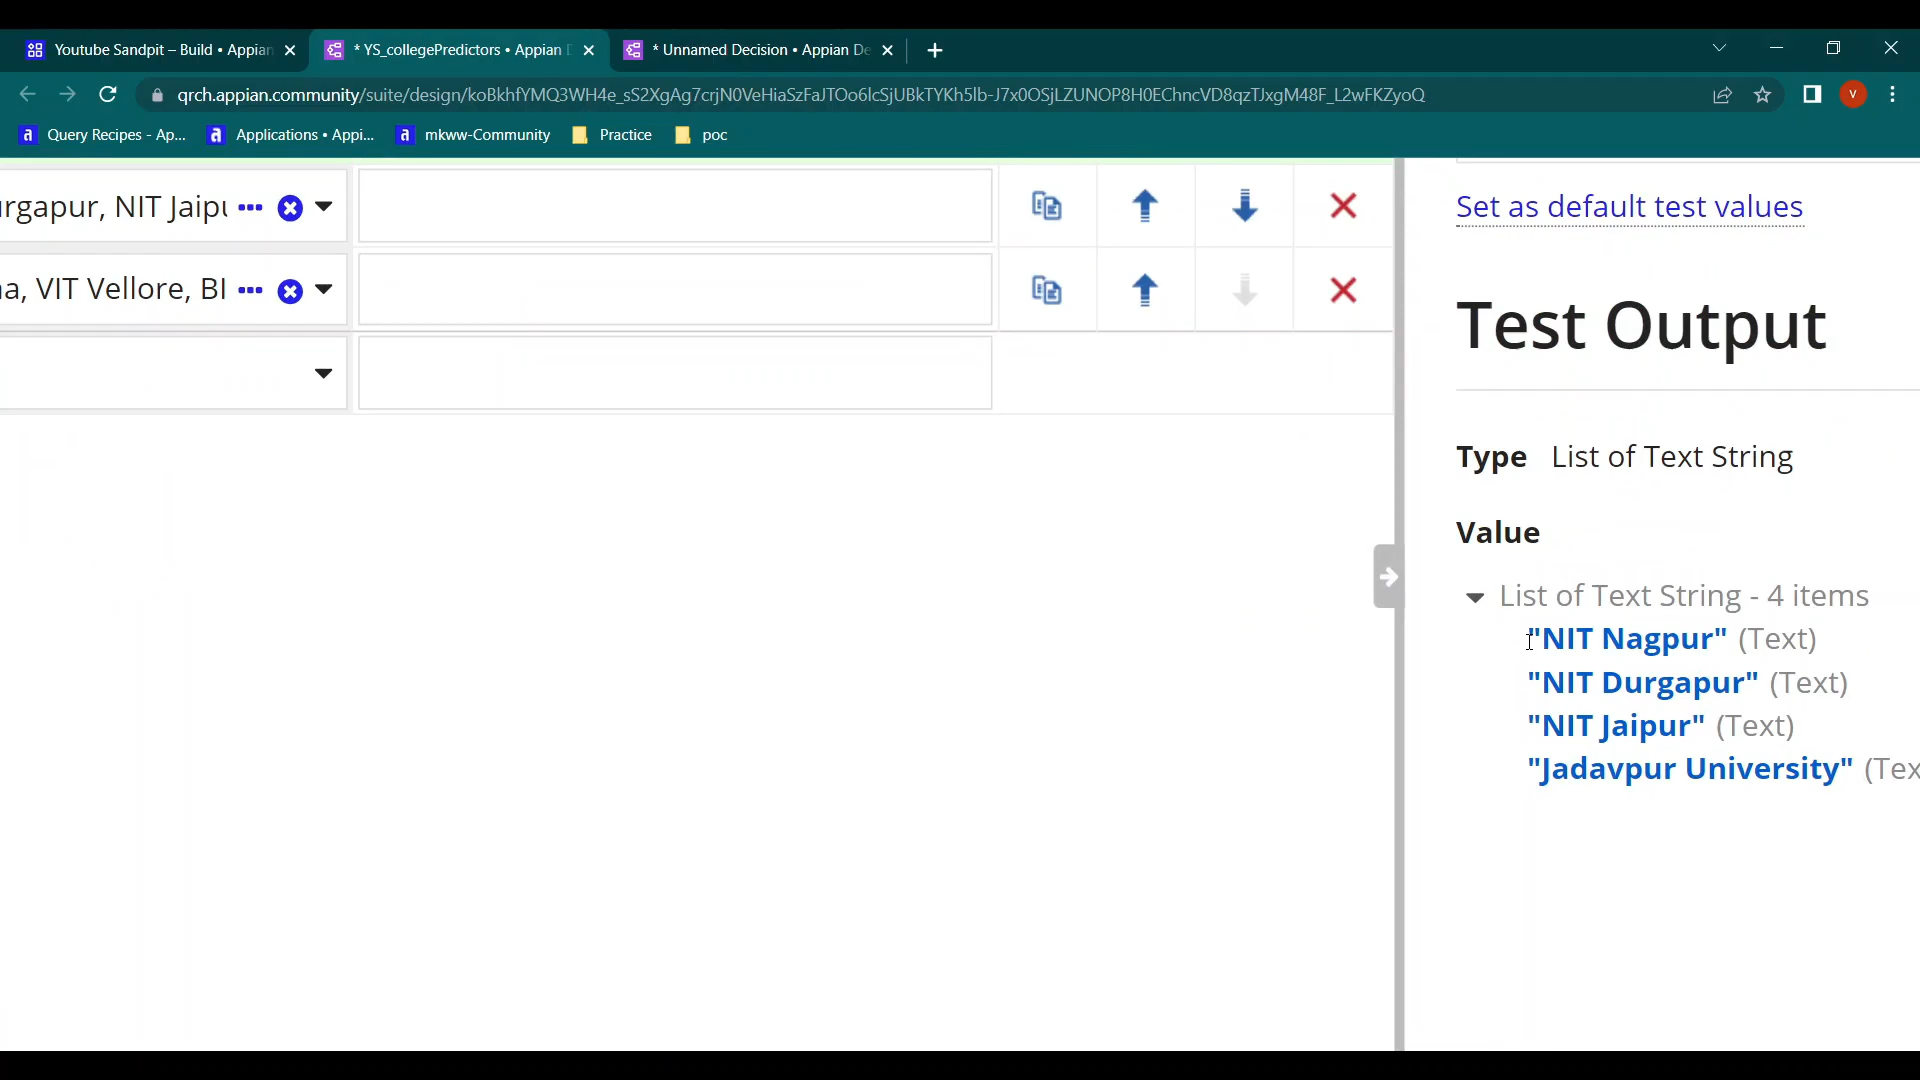 Youtube Sandpit – Build • Appian
* YS_collegePredictors • Appian D
* Unnamed Decision • Appian De
qrch.appian.community/suite/design/koBkhfYMQ3WH4e_sS2XgAg7crjN0VeHiaSzFaJTOo6lcSjUBkTYKh5lb-J7x0OSjLZUNOP8H0EChncVD8qzTJxgM48F_L2wFKZyoQ
V
Query Recipes - Ap...
Applications • Appi...
mkww-Community
Practice
poc
urgapur, NIT Jaipu
na, VIT Vellore, BI
Set as default test values
Test Output
Type List of Text String
Value
List of Text String - 4 items
"NIT Nagpur" (Text)
"NIT Durgapur" (Text)
"NIT Jaipur" (Text)
"Jadavpur University" (Tex